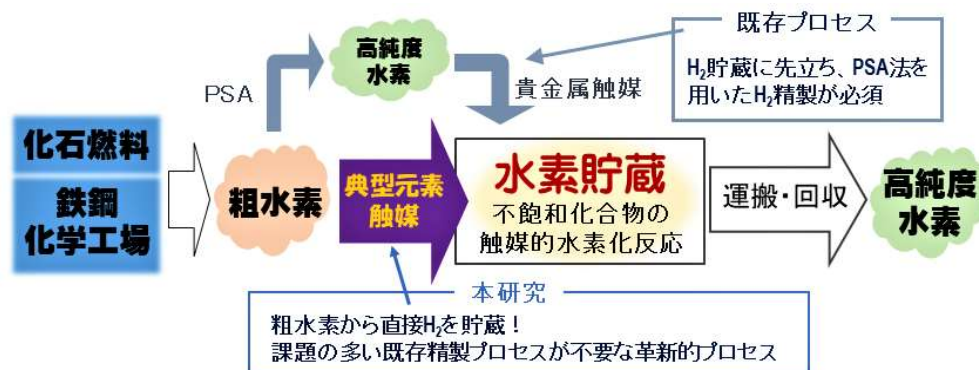 既存プロセス
H₂貯蔵に先立ち、PSA法を
用いたH₂精製が必須
高純度
水素
PSA
貴金属触媒
化石燃料
鉄鋼
化学工場
粗水素
典型元素
触媒
水素貯蔵
不飽和化合物の
触媒的水素化反応
運搬・回収
高純度
水素
本研究
粗水素から直接H₂を貯蔵！
課題の多い既存精製プロセスが不要な革新的プロセス